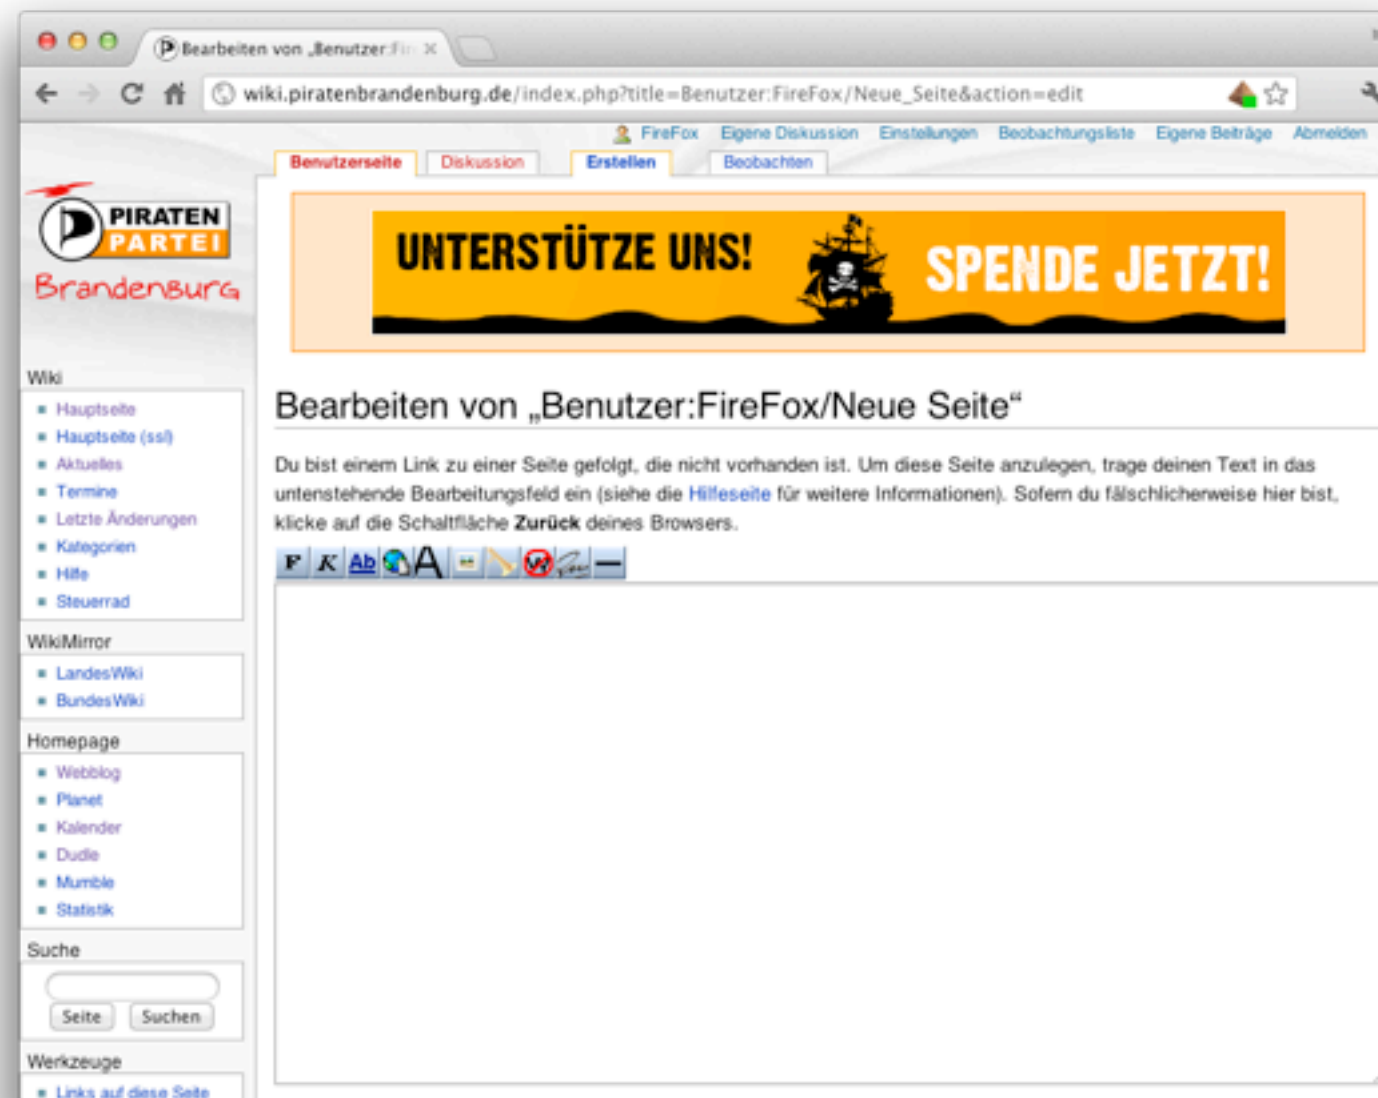 Bearbeiten von „Benutzer:Fir
wiki.piratenbrandenburg.de/index.php?title=Benutzer:FireFox/Neue_Seite&action=edit
FireFox Eigene Diskussion Einstellungen Beobachtungsliste Eigene Beiträge Abmelden
Benutzerseite Diskussion Erstellen Beobachten
PIRATEN
PARTEI
Brandenburg
UNTERSTÜTZE UNS! SPENDE JETZT!
Wiki
Hauptseite
Hauptseite (ssl)
Aktuelles
Termine
Letzte Änderungen
Kategorien
Hilfe
Steuerrad
WikiMirror
LandesWiki
BundesWiki
Homepage
Webblog
Planet
Kalender
Dudle
Mumble
Statistik
Suche
Seite Suchen
Werkzeuge
Links auf diese Seite
Bearbeiten von „Benutzer:FireFox/Neue Seite“
Du bist einem Link zu einer Seite gefolgt, die nicht vorhanden ist. Um diese Seite anzulegen, trage deinen Text in das
untenstehende Bearbeitungsfeld ein (siehe die Hilfeseite für weitere Informationen). Sofern du fälschlicherweise hier bist,
klicke auf die Schaltfläche Zurück deines Browsers.
F K Ab A